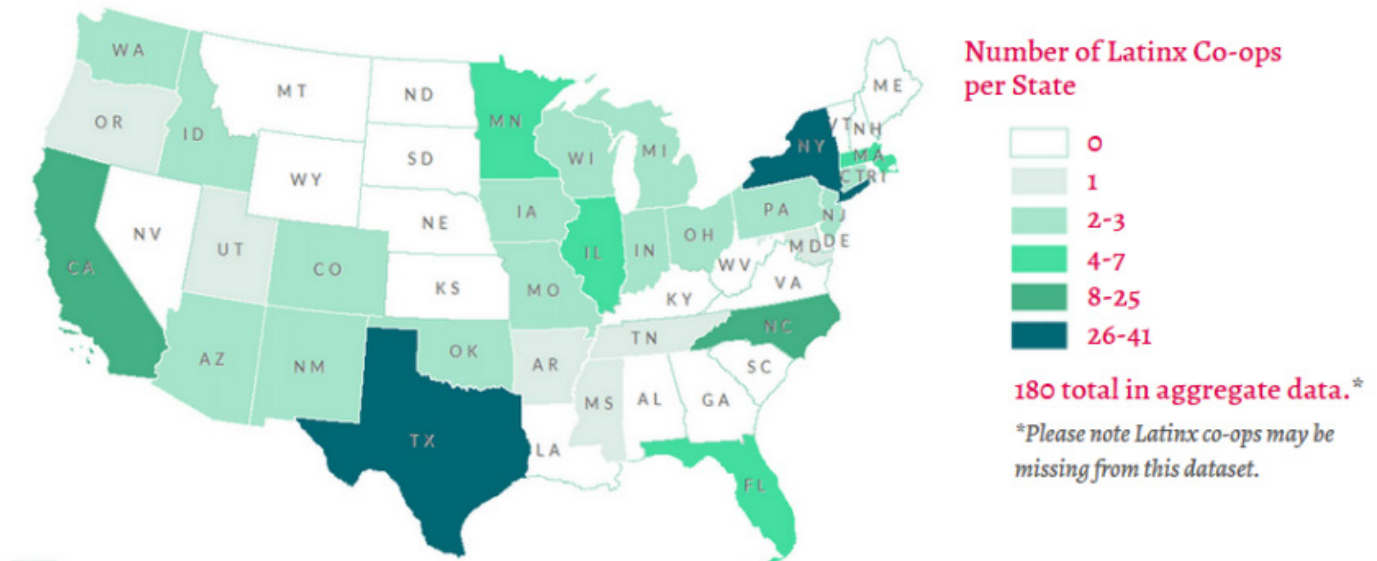 WA
MT
ND
MN
ME
OR
ID
VT
NH
SD
WI
MI
NY
MA
WY
CT
RI
IA
NE
PA
NJ
NV
UT
IL
IN
OH
MD
DE
CO
WV
CA
KS
MO
VA
KY
NC
AZ
NM
OK
AR
TN
SC
MS
AL
GA
TX
LA
FL
Number of Latinx Co-ops
per State
0
1
2-3
4-7
8-25
26-41
180 total in aggregate data.*
*Please note Latinx co-ops may be
missing from this dataset.